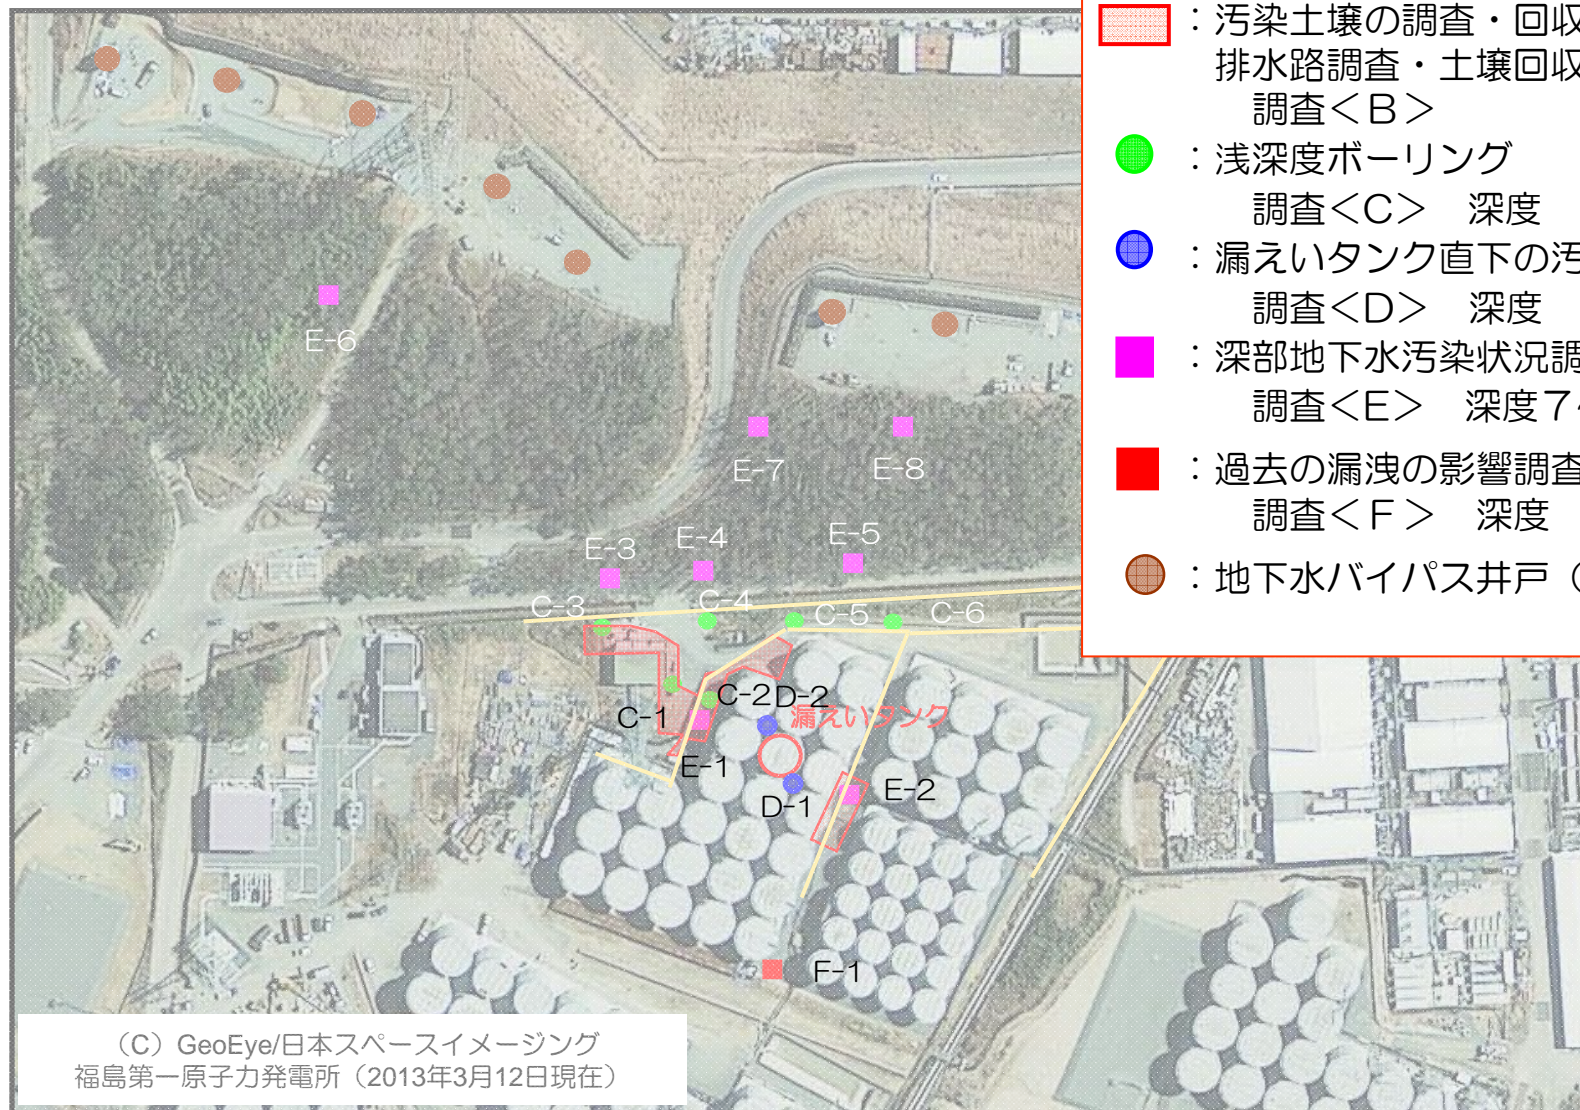 ：汚染土壌の調査・回収
排水路調査・土壌回収
調査＜Ｂ＞
：浅深度ボーリング
調査＜Ｃ＞　深度
：漏えいタンク直下の汚
調査＜Ｄ＞　深度
：深部地下水汚染状況調
調査＜Ｅ＞　深度７
：過去の漏洩の影響調査
調査＜Ｆ＞　深度
：地下水バイパス井戸（
E-6
E-7
E-8
E-3
E-4
E-5
C-3
C-4
C-5
C-6
C-1
C-2
D-2
漏えいタンク
E-1
D-1
E-2
F-1
（C）GeoEye/日本スペースイメージング
福島第一原子力発電所（2013年3月12日現在）